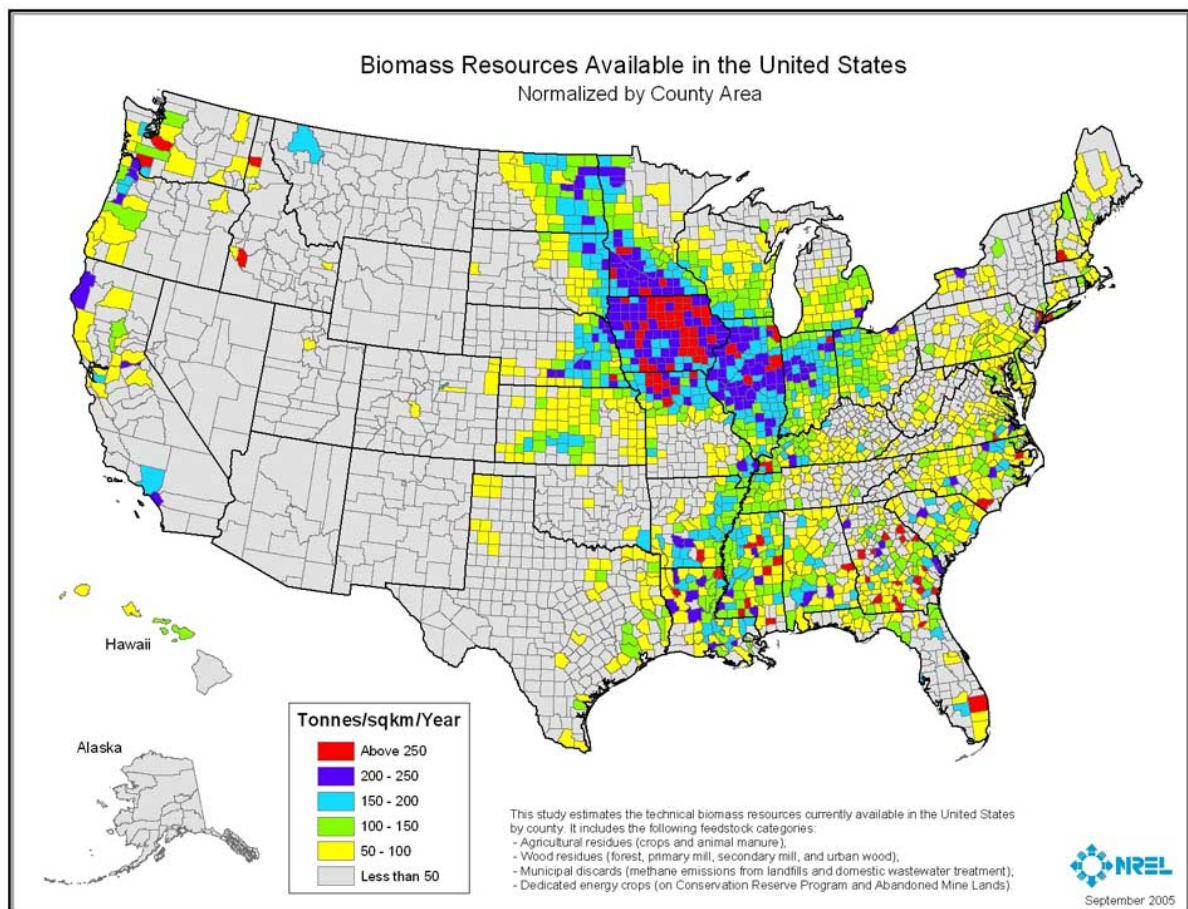 Biomass Resources Available in the United States
Normalized by County Area
Hawaii
Alaska
Tonnes/sqkm/Year
Above 250
200 - 250
150 - 200
100 - 150
50 - 100
Less than 50
This study estimates the technical biomass resources currently available in the United States
by county. It includes the following feedstock categories:
- Agricultural residues (crops and animal manure);
- Wood residues (forest, primary mill, secondary mill, and urban wood);
- Municipal discards (methane emissions from landfills and domestic wastewater treatment);
- Dedicated energy crops (on Conservation Reserve Program and Abandoned Mine Lands).
NREL
September 2005